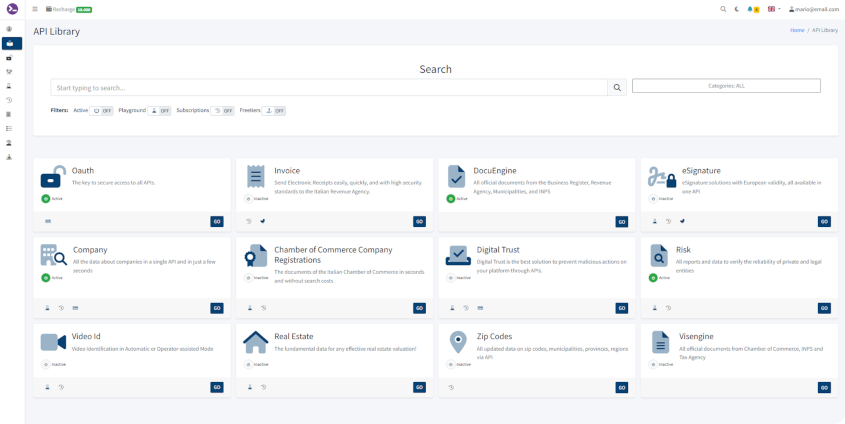 Recharge
mario@email.com
API Library
Home / API Library
Search
Start typing to search...
Categories: ALL
Filters: Active OFF Playground OFF Subscriptions OFF Freetiers OFF
Oauth
The key to secure access to all APIs.
Active
GO
Invoice
Send Electronic Receipts easily, quickly, and with high security
standards to the Italian Revenue Agency.
Inactive
GO
DocuEngine
All official documents from the Business Register, Revenue
Agency, Municipalities, and INPS
Active
GO
eSignature
eSignature solutions with European validity, all available in
one API
Inactive
GO
Company
All the data about companies in a single API and in just a few
seconds
Active
GO
Chamber of Commerce Company
Registrations
The documents of the Italian Chamber of Commerce in seconds
and without search costs
Inactive
GO
Digital Trust
Digital Trust is the best solution to prevent malicious actions on
your platform through APIs.
Inactive
GO
Risk
All reports and data to verify the reliability of private and legal
entities
Active
GO
Video Id
Video Identification in Automatic or Operator-assisted Mode
Inactive
GO
Real Estate
The fundamental data for any effective real estate valuation!
Inactive
GO
Zip Codes
All updated data on zip codes, municipalities, provinces, regions
via API
Inactive
GO
Visengine
All official documents from Chamber of Commerce, INPS and
Tax Agency
Inactive
GO